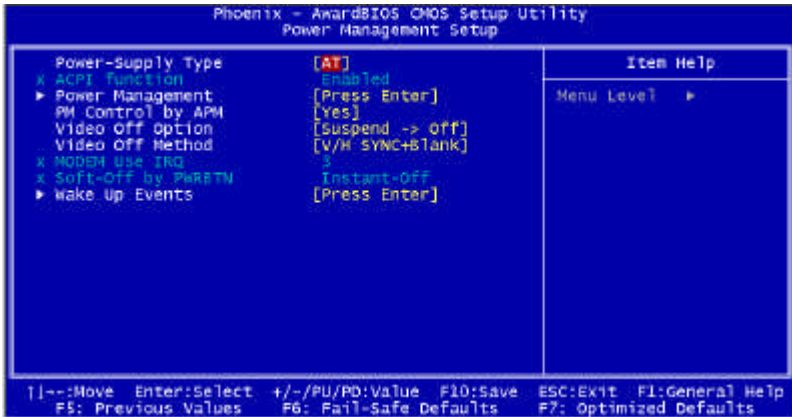 Phoenix - AwardBIOS CMOS Setup Utility
Power Management Setup
Power-Supply Type [AT]
x ACPI function Enabled
► Power Management [Press Enter]
PM Control by APM [Yes]
Video Off Option [Suspend -> Off]
Video Off Method [V/H SYNC+Blank]
x MODEM Use IRQ 3
x Soft-Off by PWRBTN Instant-Off
► Wake Up Events [Press Enter]
Item Help
Menu Level ►
↑↓→←:Move Enter:Select +/-/PU/PD:Value F10:Save ESC:Exit F1:General Help
F5: Previous Values F6: Fail-Safe Defaults F7: Optimized Defaults